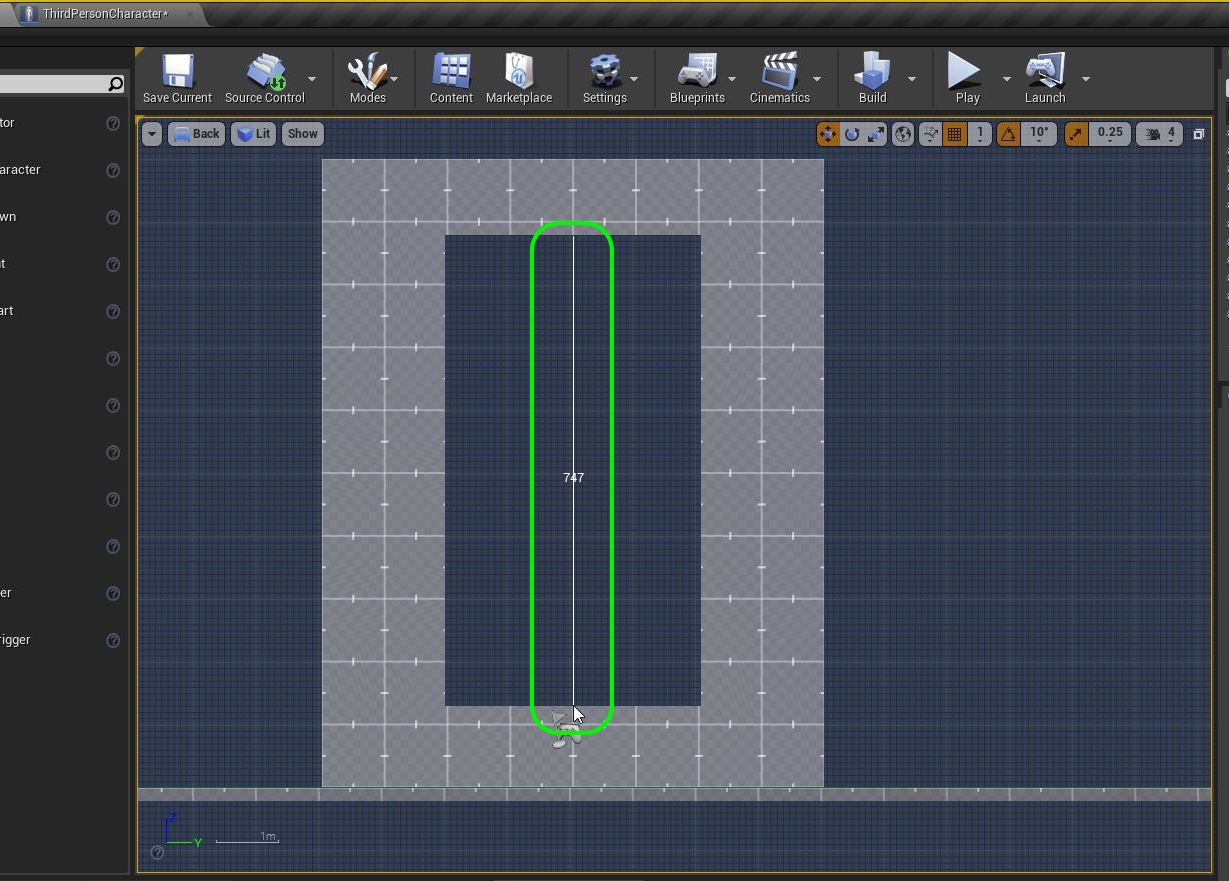 ThirdPersonCharacter*
Save Current
Source Control
Modes
Content
Marketplace
Settings
Blueprints
Cinematics
Build
Play
Launch
Back
Lit
Show
1
10°
0.25
4
tor
aracter
wn
t
art
er
rigger
747
Z
Y
1m